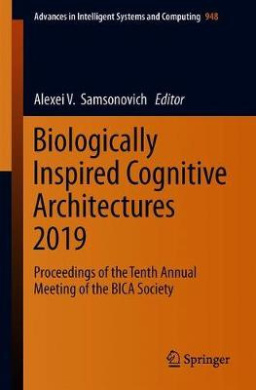 Advances in Intelligent Systems and Computing 948
Alexei V. Samsonovich Editor
Biologically
Inspired Cognitive
Architectures
2019
Proceedings of the Tenth Annual
Meeting of the BICA Society
Springer